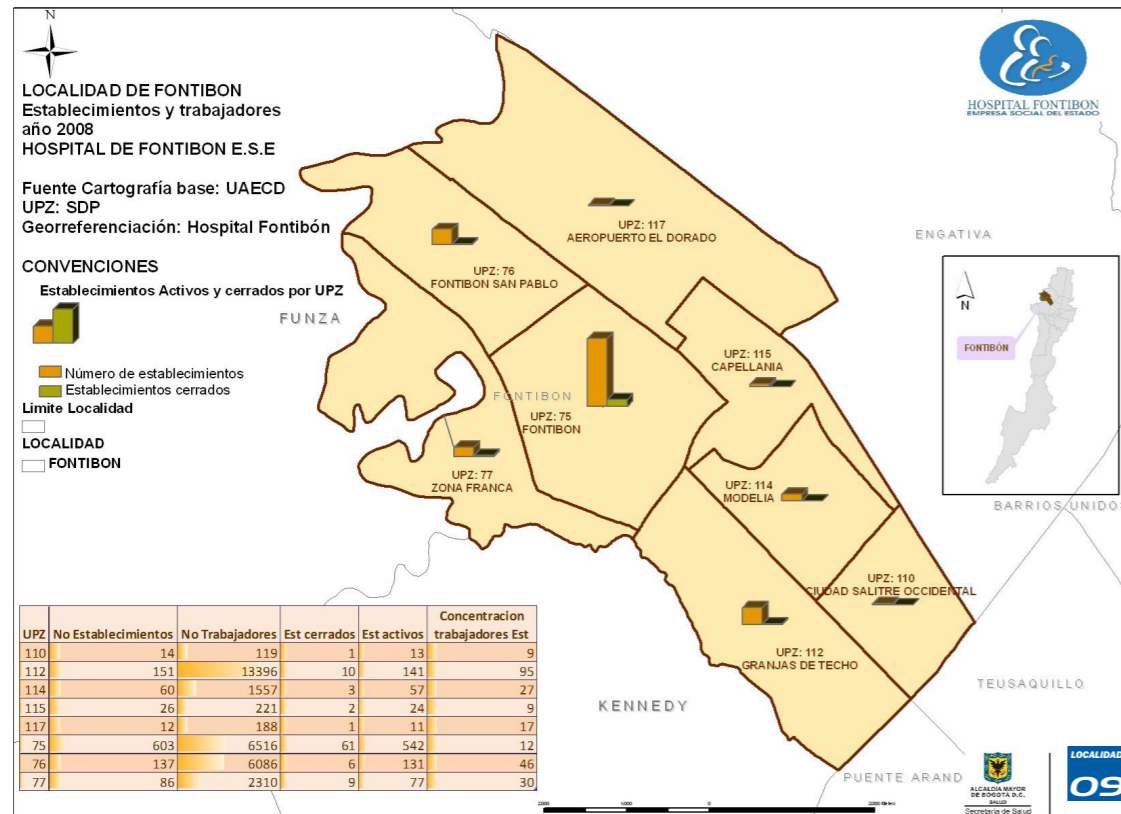 N
LOCALIDAD DE FONTIBON
Establecimientos y trabajadores
año 2008
HOSPITAL DE FONTIBON E.S.E
Fuente Cartografía base: UAECD
UPZ: SDP
Georreferenciación: Hospital Fontibón
CONVENCIONES
Establecimientos Activos y cerrados por UPZ
Número de establecimientos
Establecimientos cerrados
Limite Localidad
LOCALIDAD
FONTIBON
HOSPITAL FONTIBON
EMPRESA SOCIAL DEL ESTADO
UPZ: 117
AEROPUERTO EL DORADO
ENGATIVA
UPZ: 76
FONTIBON SAN PABLO
FUNZA
N
FONTIBÓN
UPZ: 115
CAPELLANIA
FONTIBON
UPZ: 75
FONTIBON
UPZ: 77
ZONA FRANCA
UPZ: 114
MODELIA
BARRIOS UNIDOS
UPZ: 110
CIUDAD SALITRE OCCIDENTAL
UPZ: 112
GRANJAS DE TECHO
TEUSAQUILLO
KENNEDY
PUENTE ARAND
UPZ No Establecimientos No Trabajadores Est cerrados Est activos Concentracion trabajadores Est
110 14 119 1 13 9
112 151 13396 10 141 95
114 60 1557 3 57 27
115 26 221 2 24 9
117 12 188 1 11 17
75 603 6516 61 542 12
76 137 6086 6 131 46
77 86 2310 9 77 30
ALCALDIA MAYOR
DE BOGOTA D.C.
SALUD
Secretaría de Salud
LOCALIDAD
09